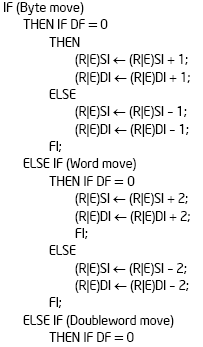 IF (Byte move)
THEN IF DF = 0
THEN
(R|E)SI ← (R|E)SI + 1;
(R|E)DI ← (R|E)DI + 1;
ELSE
(R|E)SI ← (R|E)SI – 1;
(R|E)DI ← (R|E)DI – 1;
FI;
ELSE IF (Word move)
THEN IF DF = 0
(R|E)SI ← (R|E)SI + 2;
(R|E)DI ← (R|E)DI + 2;
FI;
ELSE
(R|E)SI ← (R|E)SI – 2;
(R|E)DI ← (R|E)DI – 2;
FI;
ELSE IF (Doubleword move)
THEN IF DF = 0